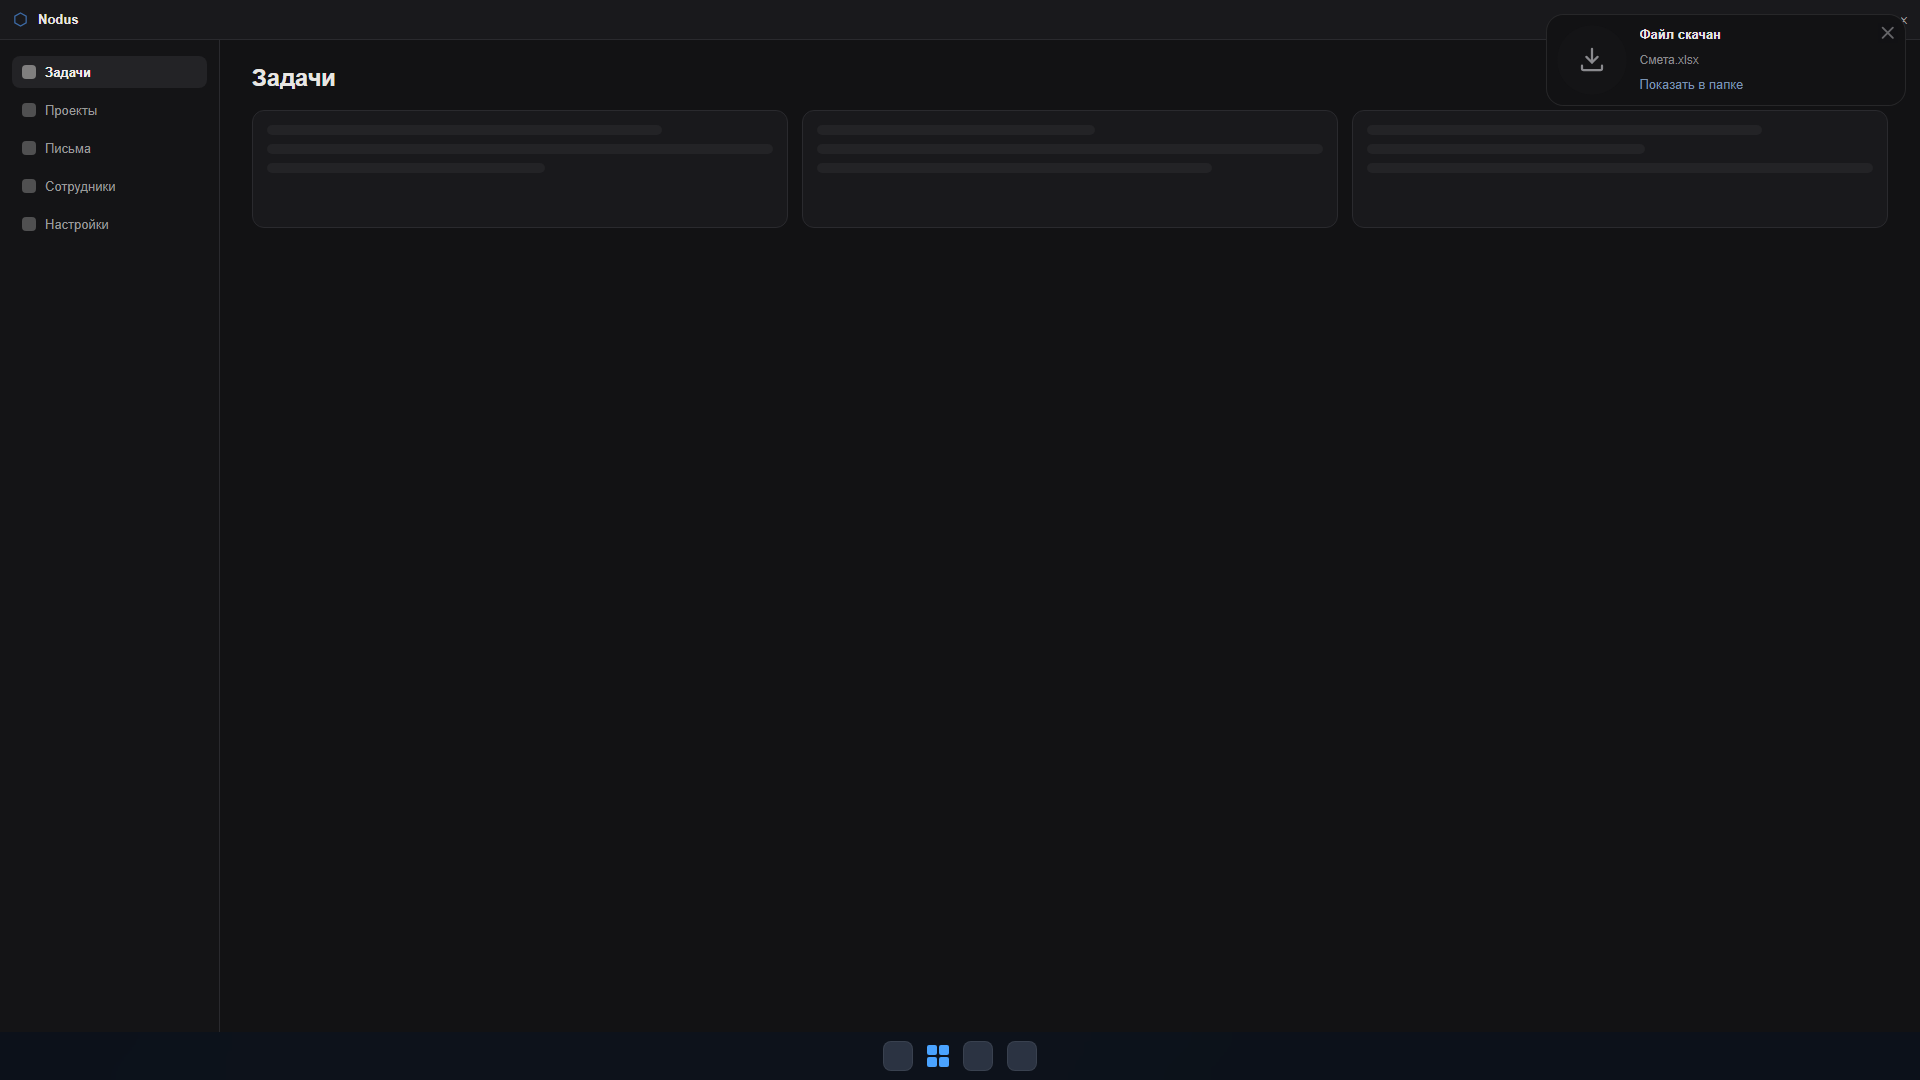 Nodus
Файл скачан
Смета.xlsx
Показать в папке
Задачи
Проекты
Письма
Сотрудники
Настройки
Задачи